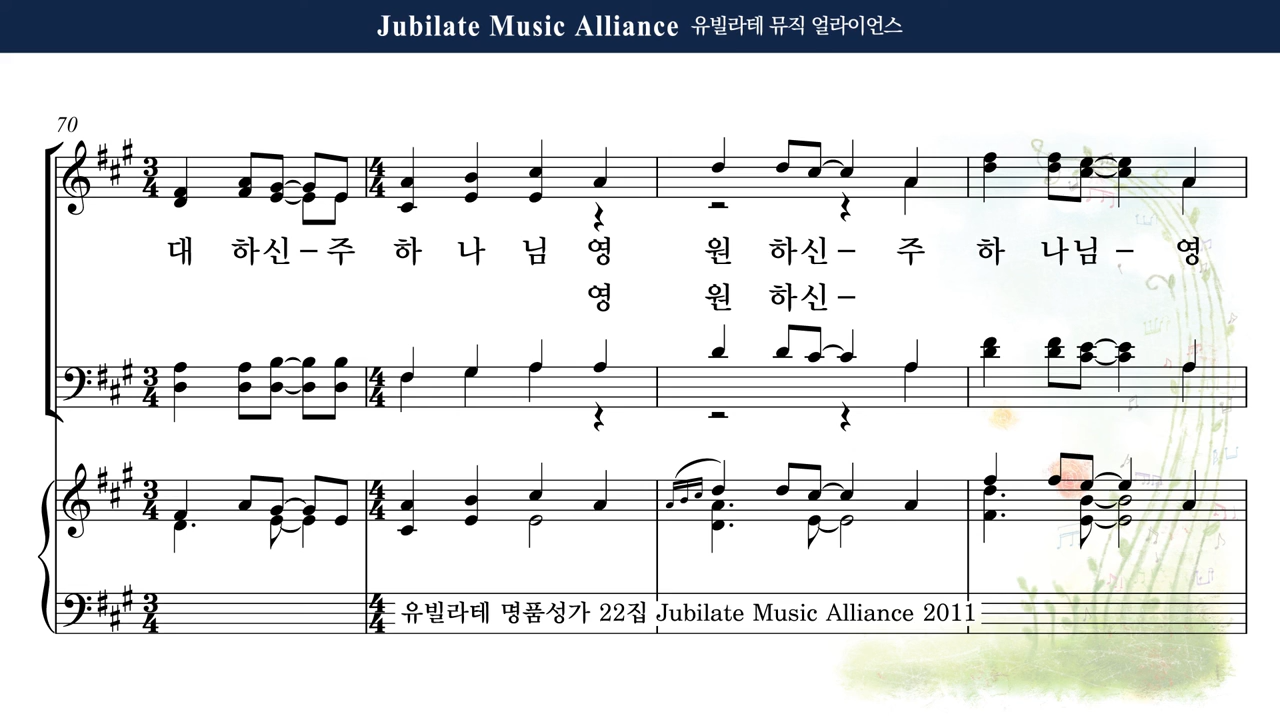 Jubilate Music Alliance 유빌라테 뮤직 얼라이언스
70
대 하신-주 하 나 님 영 원 하신- 주 하 나님- 영
영 원 하신-
유빌라테 명품성가 22집 Jubilate Music Alliance 2011